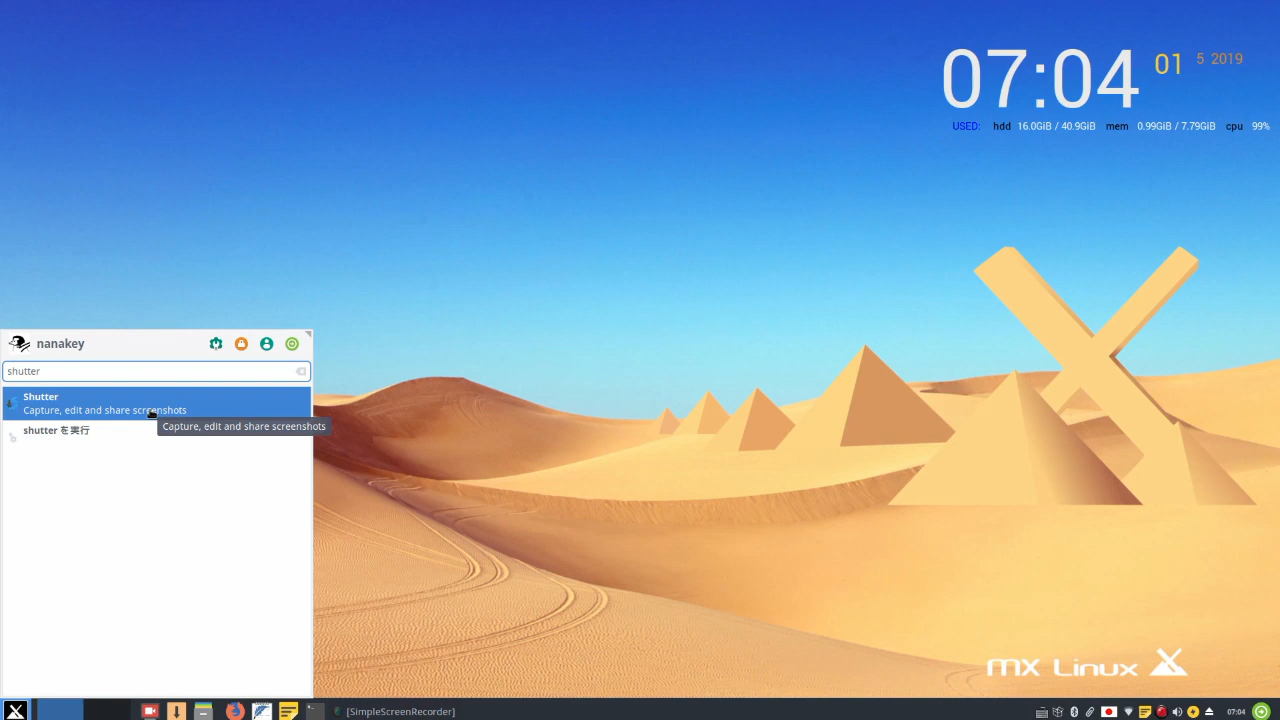 07:04 01 5 2019
USED: hdd 16.0GiB / 40.9GiB mem 0.99GiB / 7.79GiB cpu 99%
nanakey
shutter
Shutter
Capture, edit and share screenshots
Capture, edit and share screenshots
shutter を実行
MX Linux
[SimpleScreenRecorder]
07:04